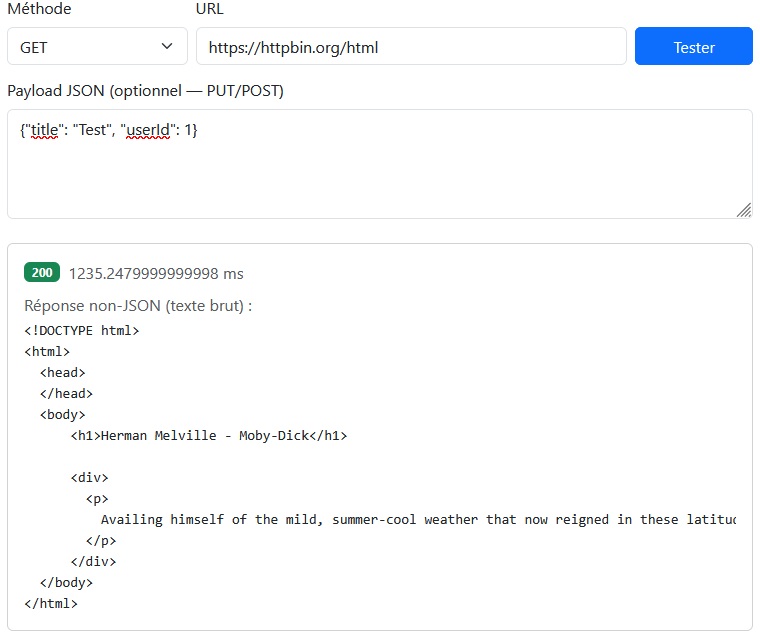 Méthode URL
GET https://httpbin.org/html Tester
Payload JSON (optionnel — PUT/POST)
{"title": "Test", "userId": 1}
200 1235.2479999999998 ms
Réponse non-JSON (texte brut) :
<!DOCTYPE html>
<html>
  <head>
  </head>
  <body>
      <h1>Herman Melville - Moby-Dick</h1>
      <div>
        <p>
          Availing himself of the mild, summer-cool weather that now reigned in these latitud
        </p>
      </div>
  </body>
</html>